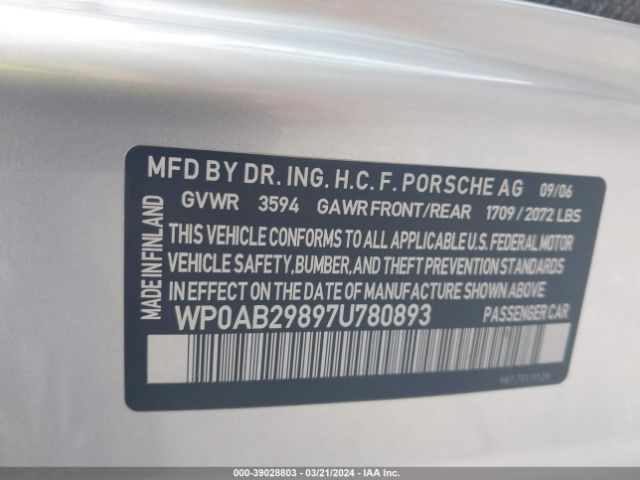 MFD BY DR. ING. H.C. F. PORSCHE AG 09/06
GVWR 3594 GAWR FRONT/REAR 1709 / 2072 LBS
THIS VEHICLE CONFORMS TO ALL APPLICABLE U.S. FEDERAL MOTOR
VEHICLE SAFETY, BUMPER, AND THEFT PREVENTION STANDARDS
IN EFFECT ON THE DATE OF MANUFACTURE SHOWN ABOVE.
WP0AB29897U780893 PASSENGER CAR
MADE IN FINLAND
000-39028803 - 03/21/2024 - IAA Inc.